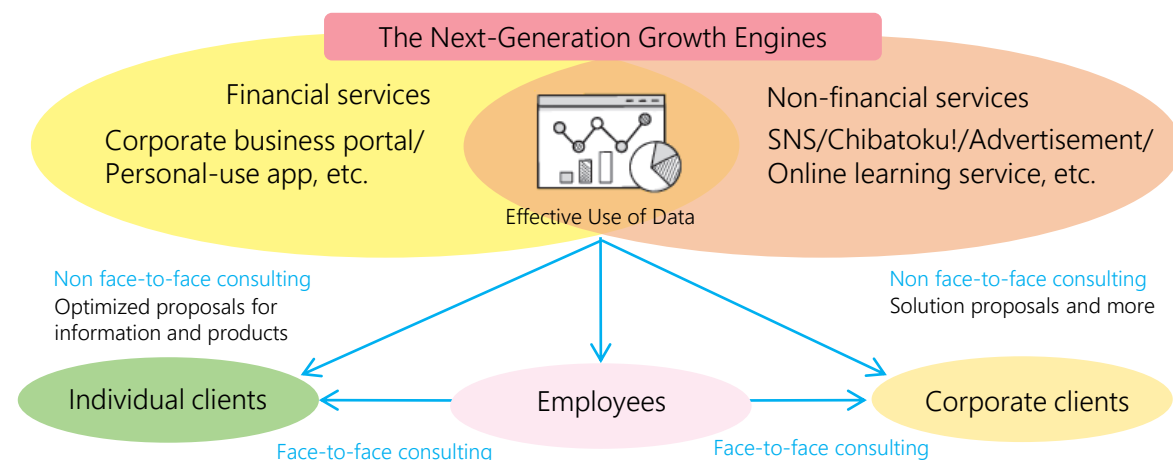 The Next-Generation Growth Engines
Financial services
Corporate business portal/
Personal-use app, etc.
Non-financial services
SNS/Chibatoku!/Advertisement/
Online learning service, etc.
Effective Use of Data
Non face-to-face consulting
Optimized proposals for
information and products
Non face-to-face consulting
Solution proposals and more
Individual clients
Employees
Corporate clients
Face-to-face consulting
Face-to-face consulting